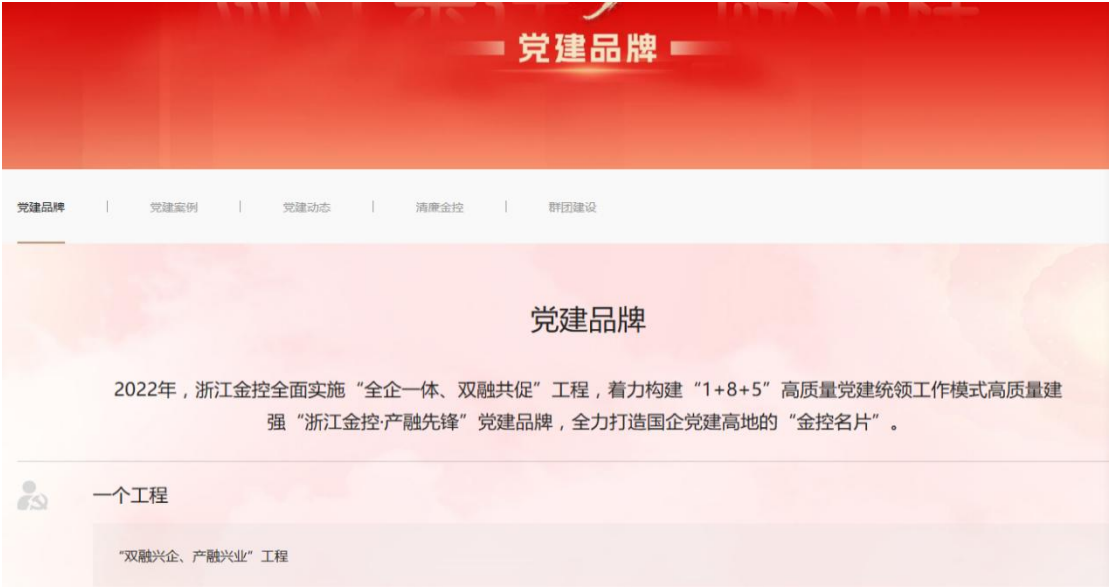 党建品牌
党建品牌 | 党建案例 | 党建动态 | 清廉金控 | 群团建设
党建品牌
2022年，浙江金控全面实施“全企一体、双融共促”工程，着力构建“1+8+5”高质量党建统领工作模式高质量建
强“浙江金控·产融先锋”党建品牌，全力打造国企党建高地的“金控名片”。
一个工程
“双融兴企、产融兴业”工程